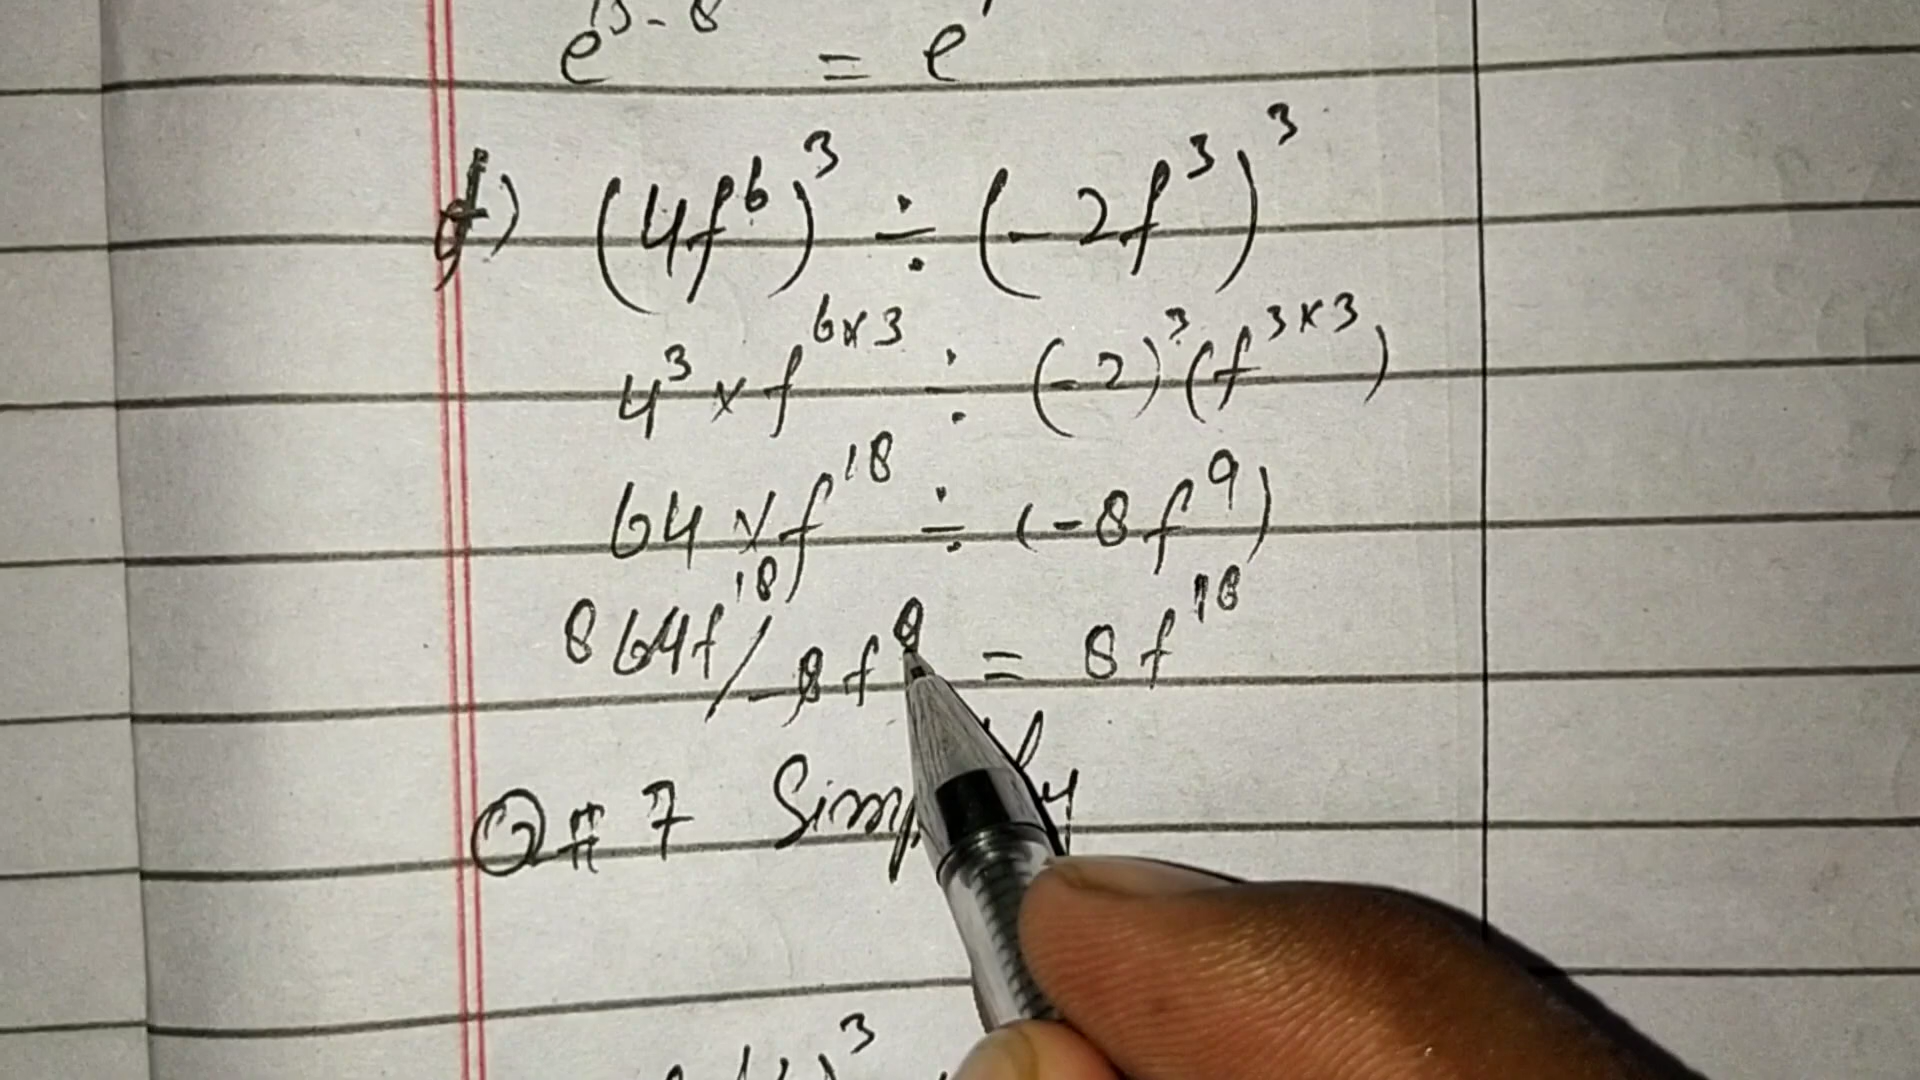 e^13-8 = e
f) (4f^6)^3 ÷ (-2f^3)^3
4^3 × f^6×3 ÷ (-2)^3 (f^3×3)
64 × f^18 ÷ (-8f^9)
8 64f^18 / -8f^9 = 8f^18
Q # 7 Simplify